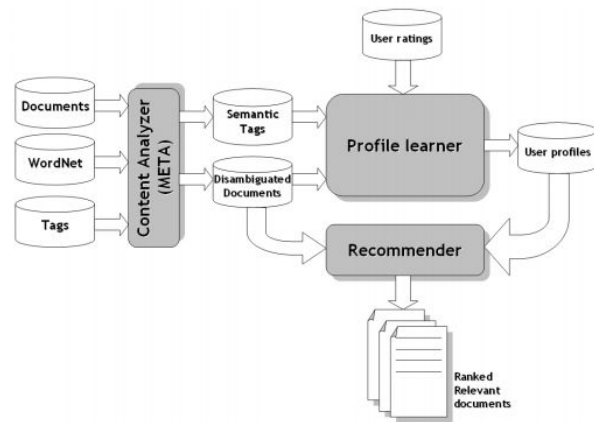 User ratings
Documents
WordNet
Tags
Content Analyzer
(META)
Semantic
Tags
Disambiguated
Documents
Profile learner
User profiles
Recommender
Ranked
Relevant
documents